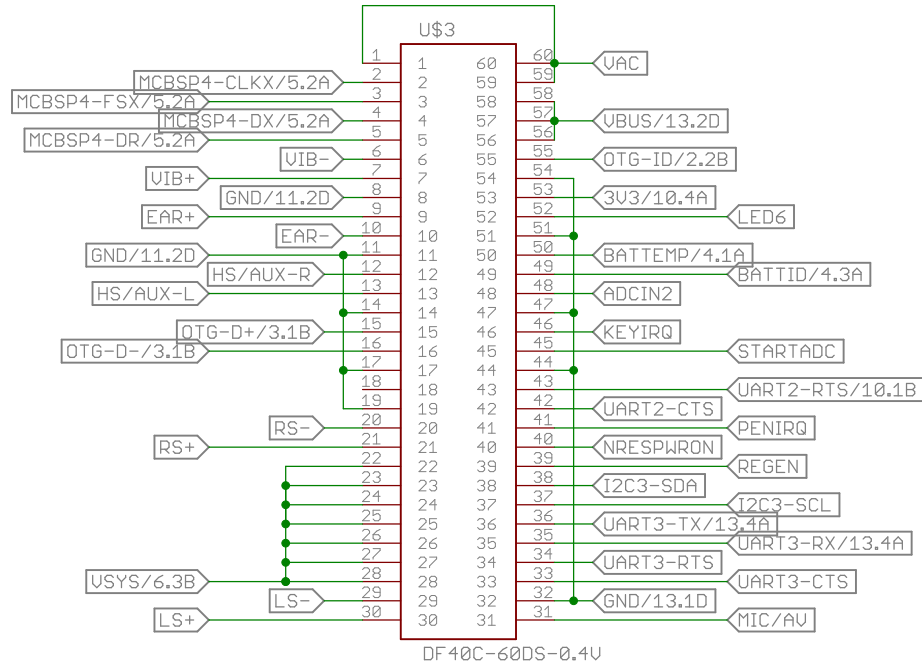 U$3
1 1 60 60 VAC
MCBSP4-CLKX/5.2A 2 2 59 59
MCBSP4-FSX/5.2A 3 3 58 58
MCBSP4-DX/5.2A 4 4 57 57 VBUS/13.2D
MCBSP4-DR/5.2A 5 5 56 56
VIB- 6 6 55 55 OTG-ID/2.2B
VIB+ 7 7 54 54
GND/11.2D 8 8 53 53 3V3/10.4A
EAR+ 9 9 52 52 LED6
EAR- 10 10 51 51
GND/11.2D 11 11 50 50 BATTEMP/4.1A
HS/AUX-R 12 12 49 49 BATTID/4.3A
HS/AUX-L 13 13 48 48 ADCIN2
14 14 47 47
OTG-D+/3.1B 15 15 46 46 KEYIRQ
OTG-D-/3.1B 16 16 45 45 STARTADC
17 17 44 44
18 18 43 43 UART2-RTS/10.1B
19 19 42 42 UART2-CTS
RS- 20 20 41 41 PENIRQ
RS+ 21 21 40 40 NRESPWRON
22 22 39 39 REGEN
23 23 38 38 I2C3-SDA
24 24 37 37 I2C3-SCL
25 25 36 36 UART3-TX/13.4A
26 26 35 35 UART3-RX/13.4A
27 27 34 34 UART3-RTS
VSYS/6.3B 28 28 33 33 UART3-CTS
LS- 29 29 32 32 GND/13.1D
LS+ 30 30 31 31 MIC/AV
DF40C-60DS-0.4V